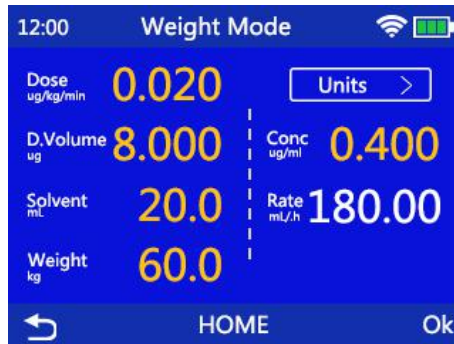 12:00 Weight Mode
Dose 0.020
ug/kg/min
Units >
D.Volume 8.000
ug
Conc 0.400
ug/ml
Solvent 20.0
mL
Rate 180.00
mL/.h
Weight 60.0
kg
HOME Ok